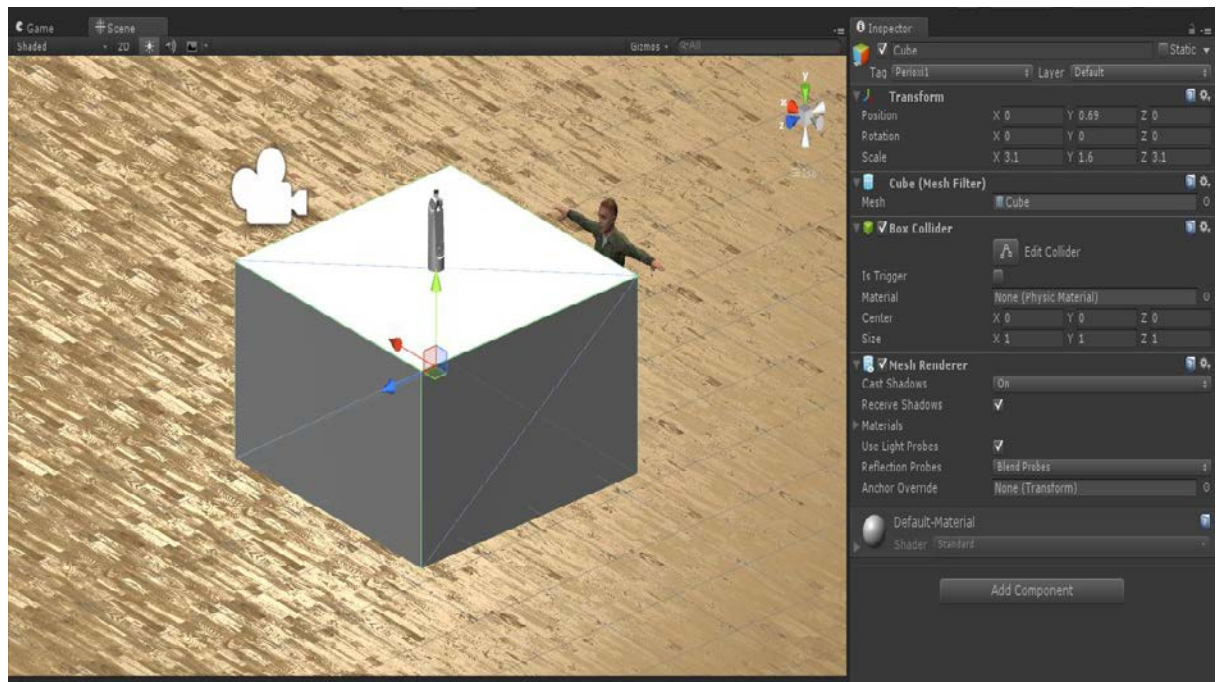 Game Scene
Shaded 2D Gizmos All
y
x
z
Iso
Inspector
Cube Static
Tag Perioxi1 Layer Default
Transform
Position X 0 Y 0.69 Z 0
Rotation X 0 Y 0 Z 0
Scale X 3.1 Y 1.6 Z 3.1
Cube (Mesh Filter)
Mesh Cube
Box Collider
Edit Collider
Is Trigger
Material None (Physic Material)
Center X 0 Y 0 Z 0
Size X 1 Y 1 Z 1
Mesh Renderer
Cast Shadows On
Receive Shadows
Materials
Use Light Probes
Reflection Probes Blend Probes
Anchor Override None (Transform)
Default-Material
Shader Standard
Add Component